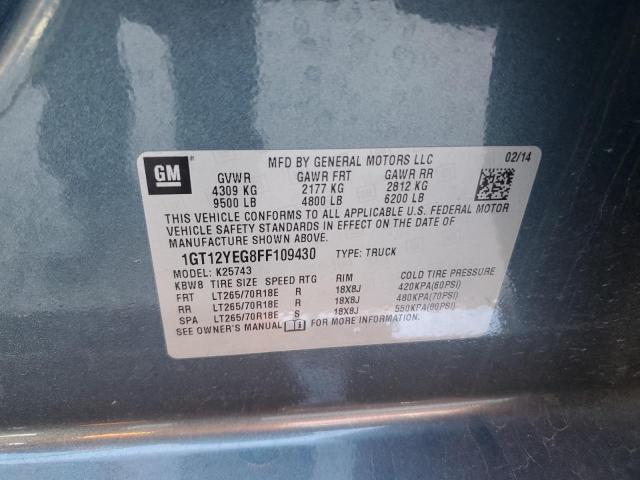 GM
MFD BY GENERAL MOTORS LLC 02/14
GVWR GAWR FRT GAWR RR
4309 KG 2177 KG 2812 KG
9500 LB 4800 LB 6200 LB
THIS VEHICLE CONFORMS TO ALL APPLICABLE U.S. FEDERAL MOTOR
VEHICLE SAFETY STANDARDS IN EFFECT ON THE DATE OF
MANUFACTURE SHOWN ABOVE.
1GT12YEG8FF109430 TYPE: TRUCK
MODEL: K25743
KBW8 TIRE SIZE SPEED RTG RIM COLD TIRE PRESSURE
FRT LT265/70R18E R 18X8J 420KPA(60PSI)
RR LT265/70R18E R 18X8J 480KPA(70PSI)
SPA LT265/70R18E S 18X8J 550KPA(80PSI)
SEE OWNER'S MANUAL FOR MORE INFORMATION.